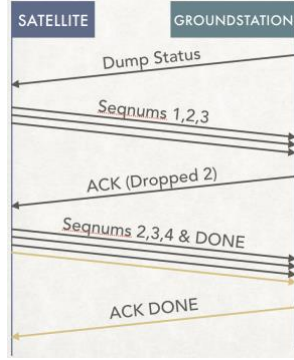 SATELLITE
GROUNDSTATION
Dump Status
Seqnums 1,2,3
ACK (Dropped 2)
Seqnums 2,3,4 & DONE
ACK DONE